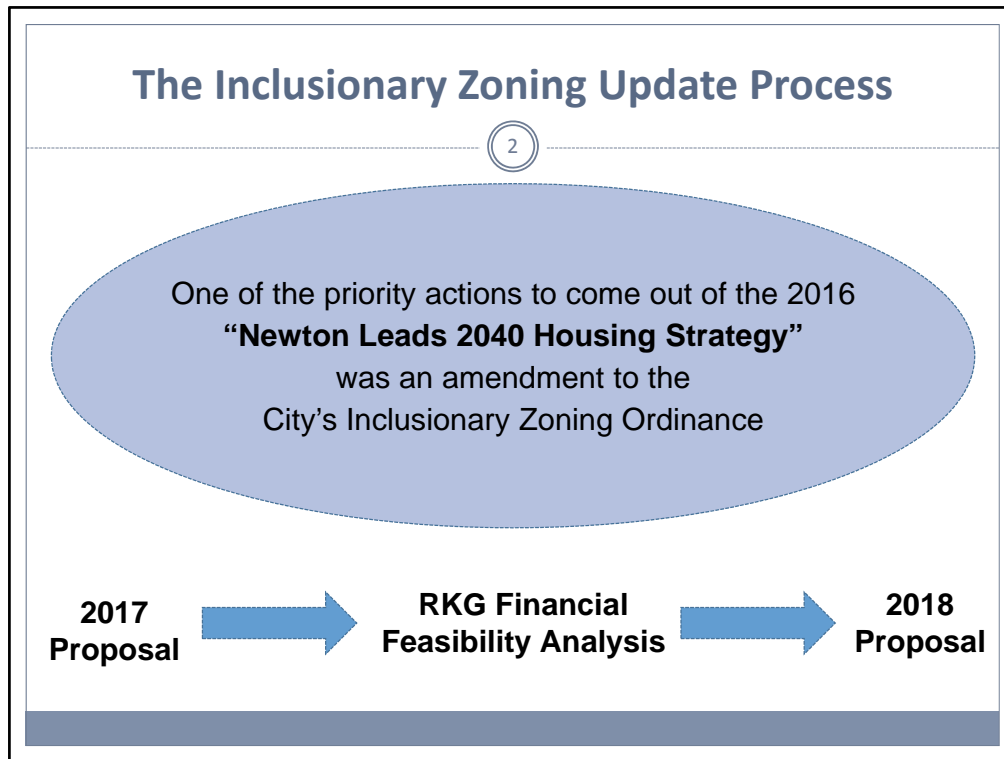 The Inclusionary Zoning Update Process
2
One of the priority actions to come out of the 2016
“Newton Leads 2040 Housing Strategy”
was an amendment to the
City’s Inclusionary Zoning Ordinance
2017
Proposal
RKG Financial
Feasibility Analysis
2018
Proposal